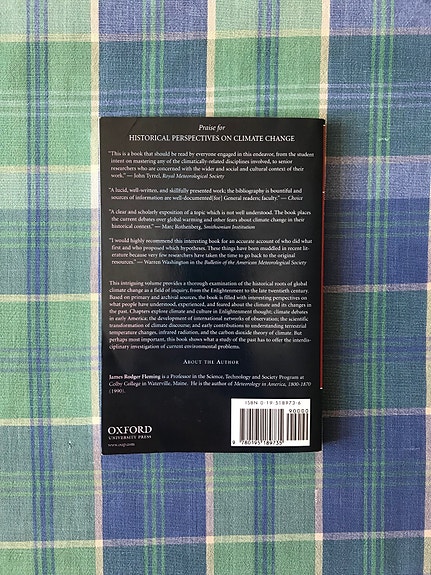 Praise for
HISTORICAL PERSPECTIVES ON CLIMATE CHANGE
"This is a book that should be read by everyone engaged in this endeavor, from the student
intent on mastering any of the climatically-related disciplines involved, to senior
researchers who are concerned with the wider and social and cultural context of their
work." — John Tyrrel, Royal Meteorological Society
"A lucid, well-written, and skillfully presented work; the bibliography is bountiful and
sources of information are well-documented[for] General readers; faculty." — Choice
"A clear and scholarly exposition of a topic which is not well understood. The book places
the current debates over global warming and other fears about climate change in their
historical context." — Marc Rothenberg, Smithsonian Institution
"I would highly recommend this interesting book for an accurate account of who did what
first and who proposed which hypotheses. These things have been muddled in recent lit-
erature because very few researchers have taken the time to go back to the original
resources." — Warren Washington in the Bulletin of the American Meteorological Society
This intriguing volume provides a thorough examination of the historical roots of global
climate change as a field of inquiry, from the Enlightenment to the late twentieth century.
Based on primary and archival sources, the book is filled with interesting perspectives on
what people have understood, experienced, and feared about the climate and its changes in
the past. Chapters explore climate and culture in Enlightenment thought; climate debates
in early America; the development of international networks of observation; the scientific
transformation of climate discourse; and early contributions to understanding terrestrial
temperature changes, infrared radiation, and the carbon dioxide theory of climate. But
perhaps most important, this book shows what a study of the past has to offer the interdis-
ciplinary investigation of current environmental problems.
ABOUT THE AUTHOR
James Rodger Fleming is a Professor in the Science, Technology and Society Program at
Colby College in Waterville, Maine. He is the author of Meteorology in America, 1800-1870
(1990).
ISBN 0-19-518973-6
90000
9 780195 189735
OXFORD
UNIVERSITY PRESS
www.oup.com